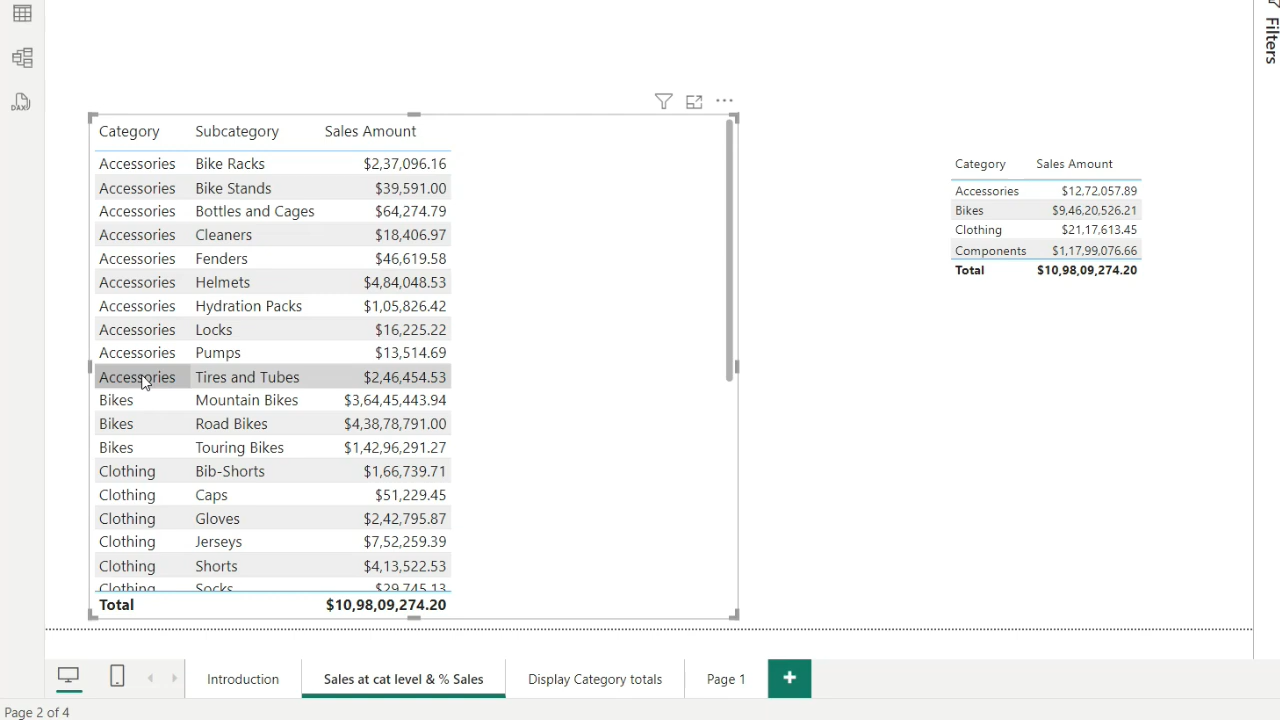 DAX
Filters
Category Subcategory Sales Amount
Accessories Bike Racks $2,37,096.16
Accessories Bike Stands $39,591.00
Accessories Bottles and Cages $64,274.79
Accessories Cleaners $18,406.97
Accessories Fenders $46,619.58
Accessories Helmets $4,84,048.53
Accessories Hydration Packs $1,05,826.42
Accessories Locks $16,225.22
Accessories Pumps $13,514.69
Accessories Tires and Tubes $2,46,454.53
Bikes Mountain Bikes $3,64,45,443.94
Bikes Road Bikes $4,38,78,791.00
Bikes Touring Bikes $1,42,96,291.27
Clothing Bib-Shorts $1,66,739.71
Clothing Caps $51,229.45
Clothing Gloves $2,42,795.87
Clothing Jerseys $7,52,259.39
Clothing Shorts $4,13,522.53
Clothing Socks $29,745.13
Total $10,98,09,274.20
Category Sales Amount
Accessories $12,72,057.89
Bikes $9,46,20,526.21
Clothing $21,17,613.45
Components $1,17,99,076.66
Total $10,98,09,274.20
Introduction Sales at cat level & % Sales Display Category totals Page 1 +
Page 2 of 4